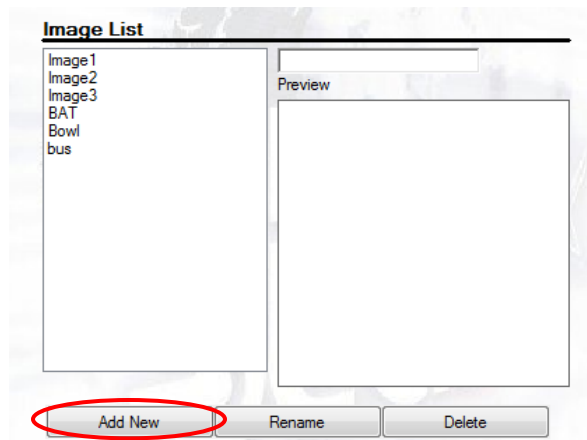 Image List
Image1
Image2
Image3
BAT
Bowl
bus
Preview
Add New
Rename
Delete